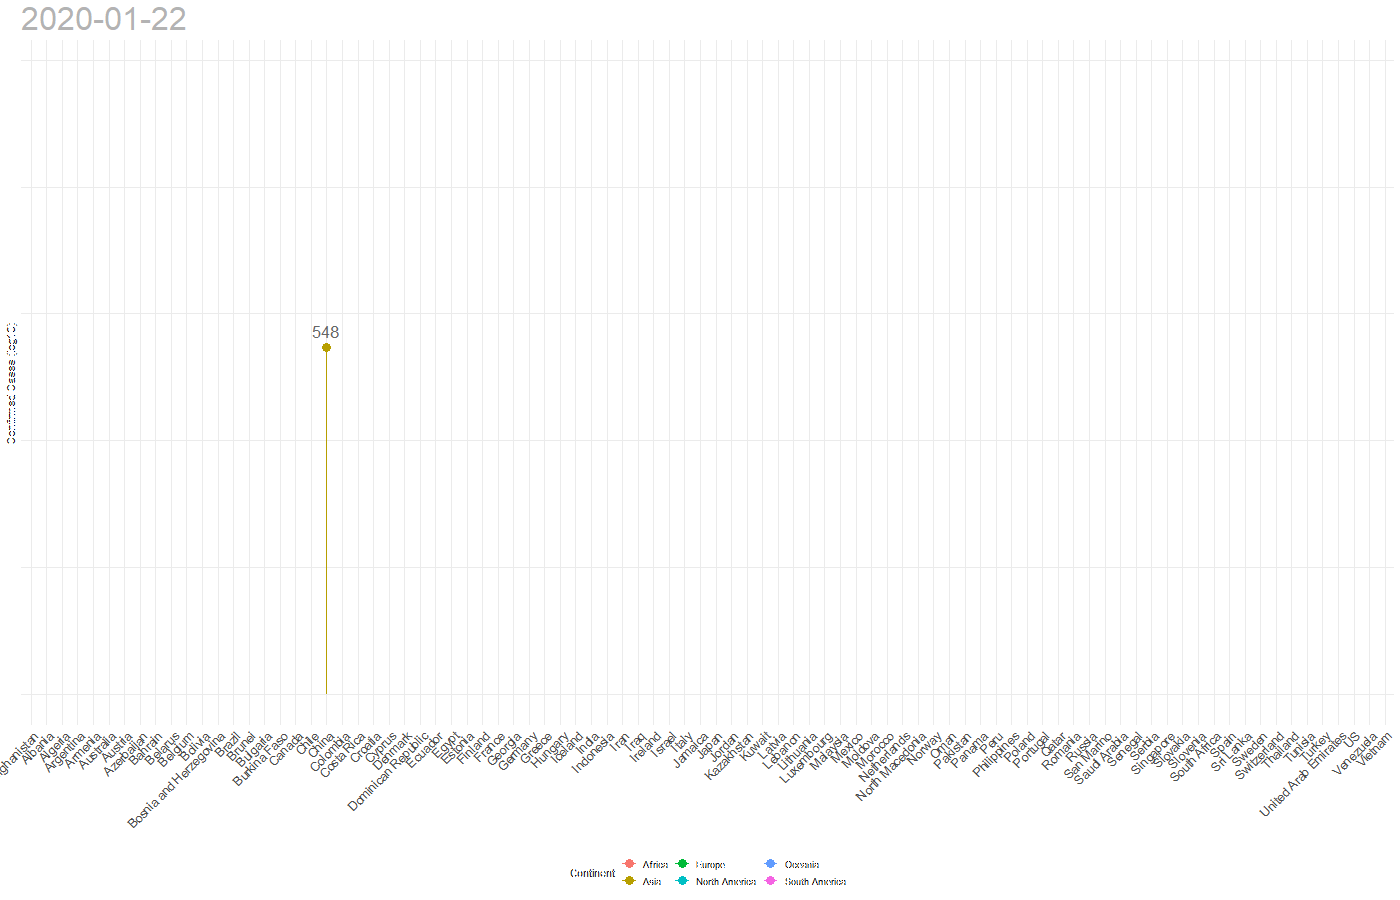 2020-01-22
548
Confirmed Cases (log10)
ghanistan
Albania
Algeria
Argentina
Armenia
Australia
Austria
Azerbaijan
Bahrain
Belarus
Belgium
Bolivia
Bosnia and Herzegovina
Brazil
Brunei
Bulgaria
Burkina Faso
Canada
Chile
China
Colombia
Costa Rica
Croatia
Cyprus
Denmark
Dominican Republic
Ecuador
Egypt
Estonia
Finland
France
Georgia
Germany
Greece
Hungary
Iceland
India
Indonesia
Iran
Iraq
Ireland
Israel
Italy
Jamaica
Japan
Jordan
Kazakhstan
Kuwait
Latvia
Lebanon
Lithuania
Luxembourg
Malaysia
Mexico
Moldova
Morocco
Netherlands
North Macedonia
Norway
Oman
Pakistan
Panama
Peru
Philippines
Poland
Portugal
Qatar
Romania
Russia
San Marino
Saudi Arabia
Senegal
Serbia
Singapore
Slovakia
Slovenia
South Africa
Spain
Sri Lanka
Sweden
Switzerland
Thailand
Tunisia
Turkey
United Arab Emirates
US
Venezuela
Vietnam
Continent
Africa
Europe
Oceania
Asia
North America
South America